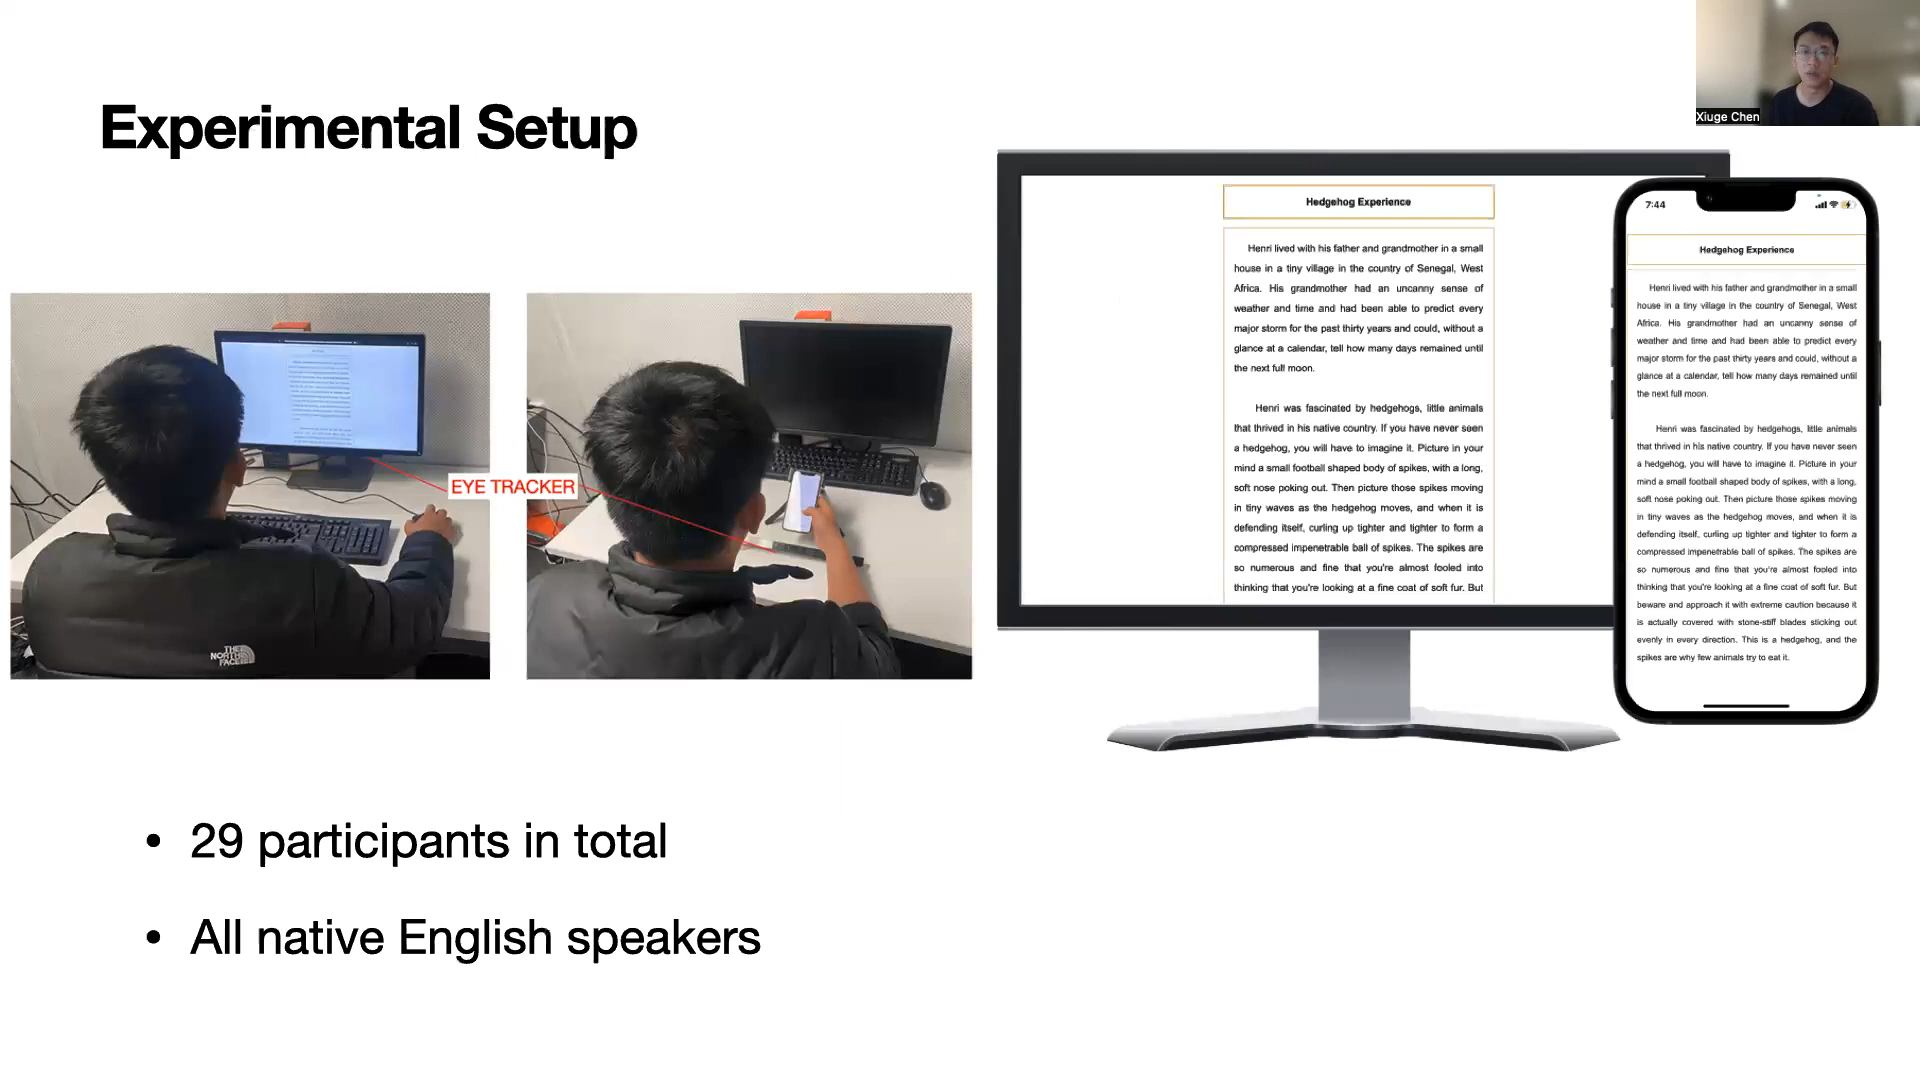 Xiuge Chen
Experimental Setup
EYE TRACKER
THE
NORTH
FACE
Hedgehog Experience
Henri lived with his father and grandmother in a small
house in a tiny village in the country of Senegal, West
Africa. His grandmother had an uncanny sense of
weather and time and had been able to predict every
major storm for the past thirty years and could, without a
glance at a calendar, tell how many days remained until
the next full moon.
Henri was fascinated by hedgehogs, little animals
that thrived in his native country. If you have never seen
a hedgehog, you will have to imagine it. Picture in your
mind a small football shaped body of spikes, with a long,
soft nose poking out. Then picture those spikes moving
in tiny waves as the hedgehog moves, and when it is
defending itself, curling up tighter and tighter to form a
compressed impenetrable ball of spikes. The spikes are
so numerous and fine that you're almost fooled into
thinking that you're looking at a fine coat of soft fur. But
7:44
Hedgehog Experience
Henri lived with his father and grandmother in a small
house in a tiny village in the country of Senegal, West
Africa. His grandmother had an uncanny sense of
weather and time and had been able to predict every
major storm for the past thirty years and could, without a
glance at a calendar, tell how many days remained until
the next full moon.
Henri was fascinated by hedgehogs, little animals
that thrived in his native country. If you have never seen
a hedgehog, you will have to imagine it. Picture in your
mind a small football shaped body of spikes, with a long,
soft nose poking out. Then picture those spikes moving
in tiny waves as the hedgehog moves, and when it is
defending itself, curling up tighter and tighter to form a
compressed impenetrable ball of spikes. The spikes are
so numerous and fine that you're almost fooled into
thinking that you're looking at a fine coat of soft fur. But
beware and approach it with extreme caution because it
is actually covered with stone-stiff blades sticking out
evenly in every direction. This is a hedgehog, and the
spikes are why few animals try to eat it.
• 29 participants in total
• All native English speakers